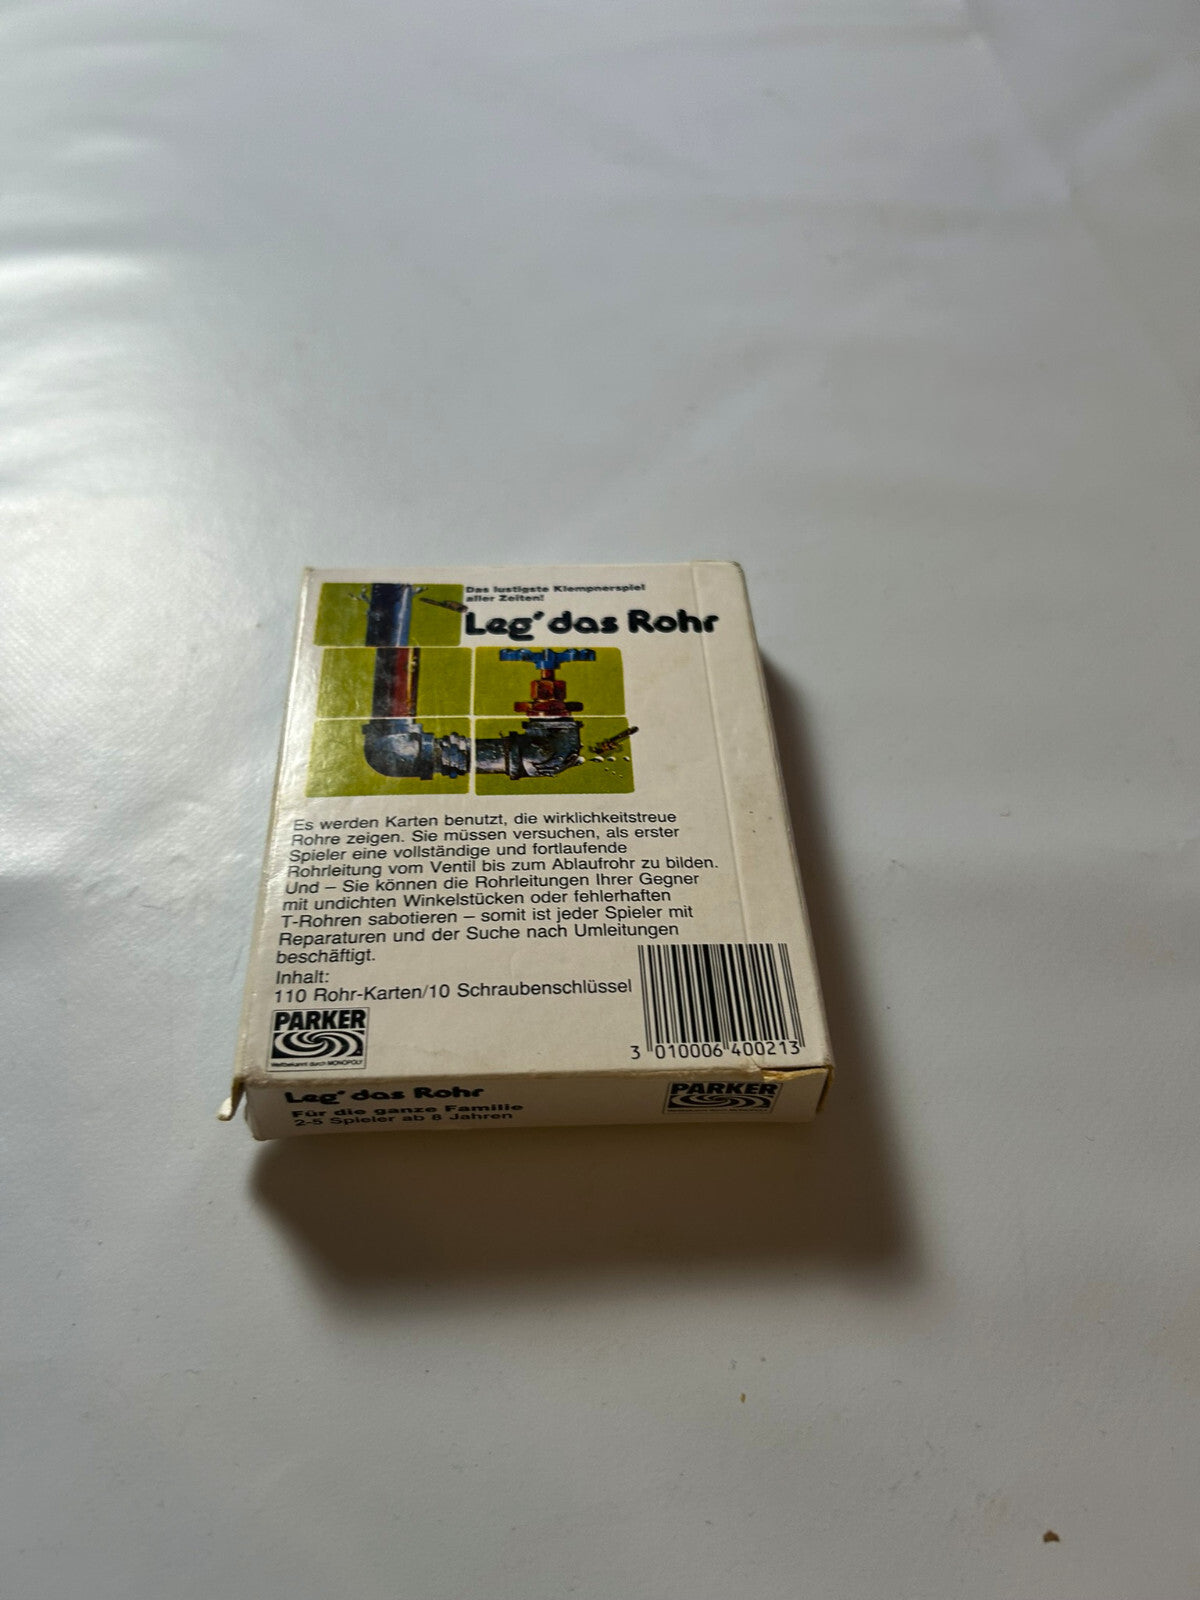 Das lustigste Klempnerspiel
aller Zeiten!
Leg' das Rohr
Es werden Karten benutzt, die wirklichkeitstreue
Rohre zeigen. Sie müssen versuchen, als erster
Spieler eine vollständige und fortlaufende
Rohrleitung vom Ventil bis zum Ablaufrohr zu bilden.
Und – Sie können die Rohrleitungen Ihrer Gegner
mit undichten Winkelstücken oder fehlerhaften
T-Rohren sabotieren – somit ist jeder Spieler mit
Reparaturen und der Suche nach Umleitungen
beschäftigt.
Inhalt:
110 Rohr-Karten/10 Schraubenschlüssel
PARKER
Weltbekannt durch MONOPOLY
3 010006 400213
Leg' das Rohr
Für die ganze Familie
2-5 Spieler ab 8 Jahren
PARKER